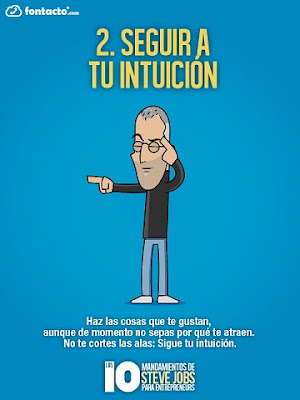 fontacto.com
2. SEGUIR A
TU INTUICIÓN
Haz las cosas que te gustan,
aunque de momento no sepas por qué te atraen.
No te cortes las alas: Sigue tu intuición.
LOS
10
MANDAMIENTOS DE
STEVE JOBS
PARA ENTREPRENEURS